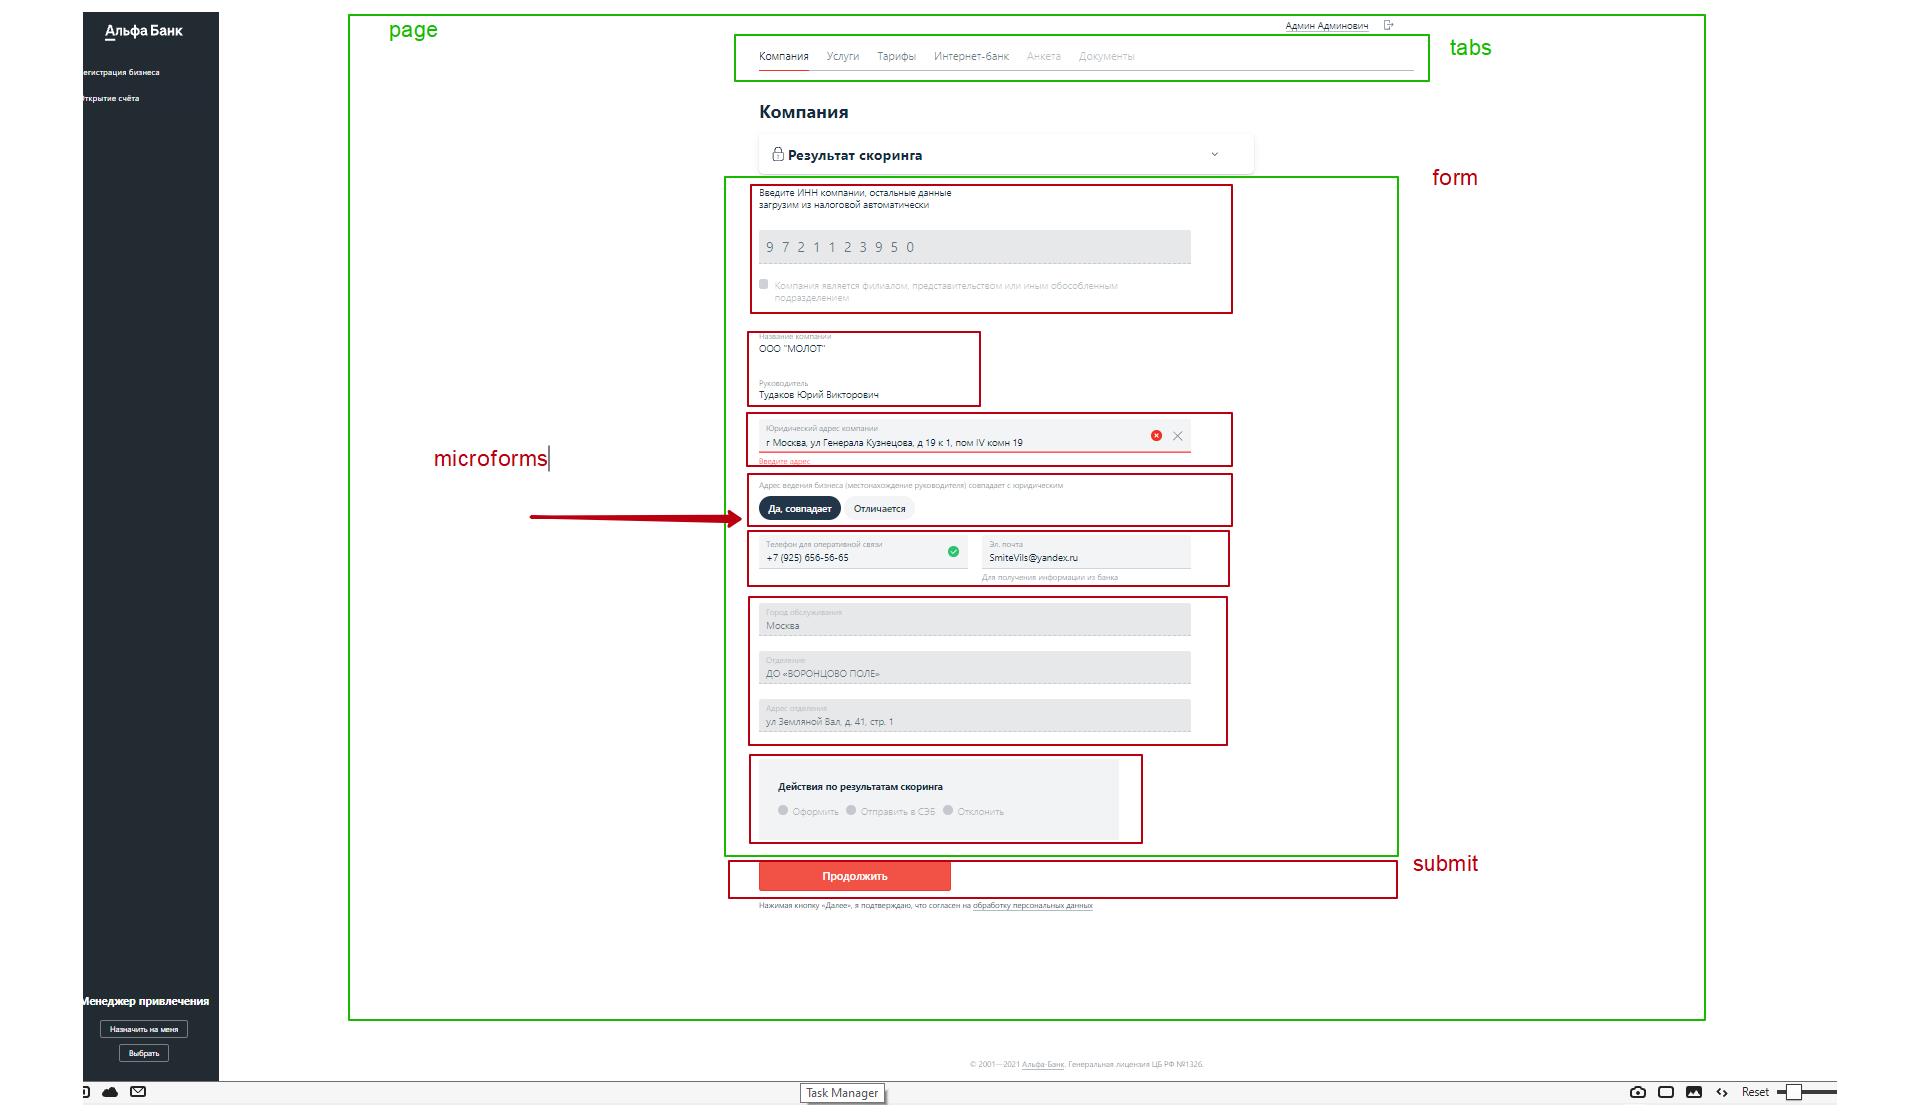 Альфа Банк
егистрация бизнеса
ткрытие счёта
page
Админ Админович
tabs
Компания Услуги Тарифы Интернет-банк Анкета Документы
Компания
Результат скоринга
form
Введите ИНН компании, остальные данные
загрузим из налоговой автоматически
9 7 2 1 1 2 3 9 5 0
Компания является филиалом, представительством или иным обособленным
подразделением
Название компании
ООО "МОЛОТ"
Руководитель
Тудаков Юрий Викторович
Юридический адрес компании
г Москва, ул Генерала Кузнецова, д 19 к 1, пом IV комн 19
Введите адрес
microforms
Адрес ведения бизнеса (местонахождение руководителя) совпадает с юридическим
Да, совпадает Отличается
Телефон для оперативной связи Эл. почта
+7 (925) 656-56-65 SmiteVils@yandex.ru
Для получения информации из банка
Город обслуживания
Москва
Отделение
ДО «ВОРОНЦОВО ПОЛЕ»
Адрес отделения
ул Земляной Вал, д. 41, стр. 1
Действия по результатам скоринга
Оформить Отправить в СЭБ Отклонить
submit
Продолжить
Нажимая кнопку «Далее», я подтверждаю, что согласен на обработку персональных данных
Менеджер привлечения
Назначить на меня
Выбрать
© 2001—2021 Альфа-Банк. Генеральная лицензия ЦБ РФ №1326.
Task Manager
Reset